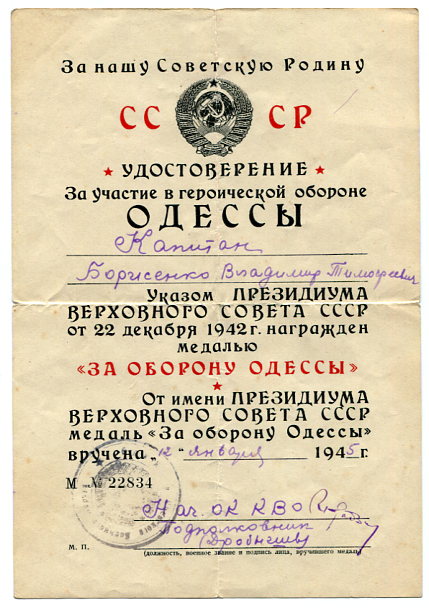 За нашу Советскую Родину
СС СР
★ УДОСТОВЕРЕНИЕ ★
За участие в героической обороне
ОДЕССЫ
Капитан
Борисенко Владимир Тимофеевич
Указом ПРЕЗИДИУМА
ВЕРХОВНОГО СОВЕТА СССР
от 22 декабря 1942 г. награжден
медалью
«ЗА ОБОРОНУ ОДЕССЫ»
★
От имени ПРЕЗИДИУМА
ВЕРХОВНОГО СОВЕТА СССР
медаль «За оборону Одессы»
вручена января 1945 г.
М № 22834
Нач. ОК КВО
Подполковник
М. П.
(должность, военное звание и подпись лица, вручившего медаль)